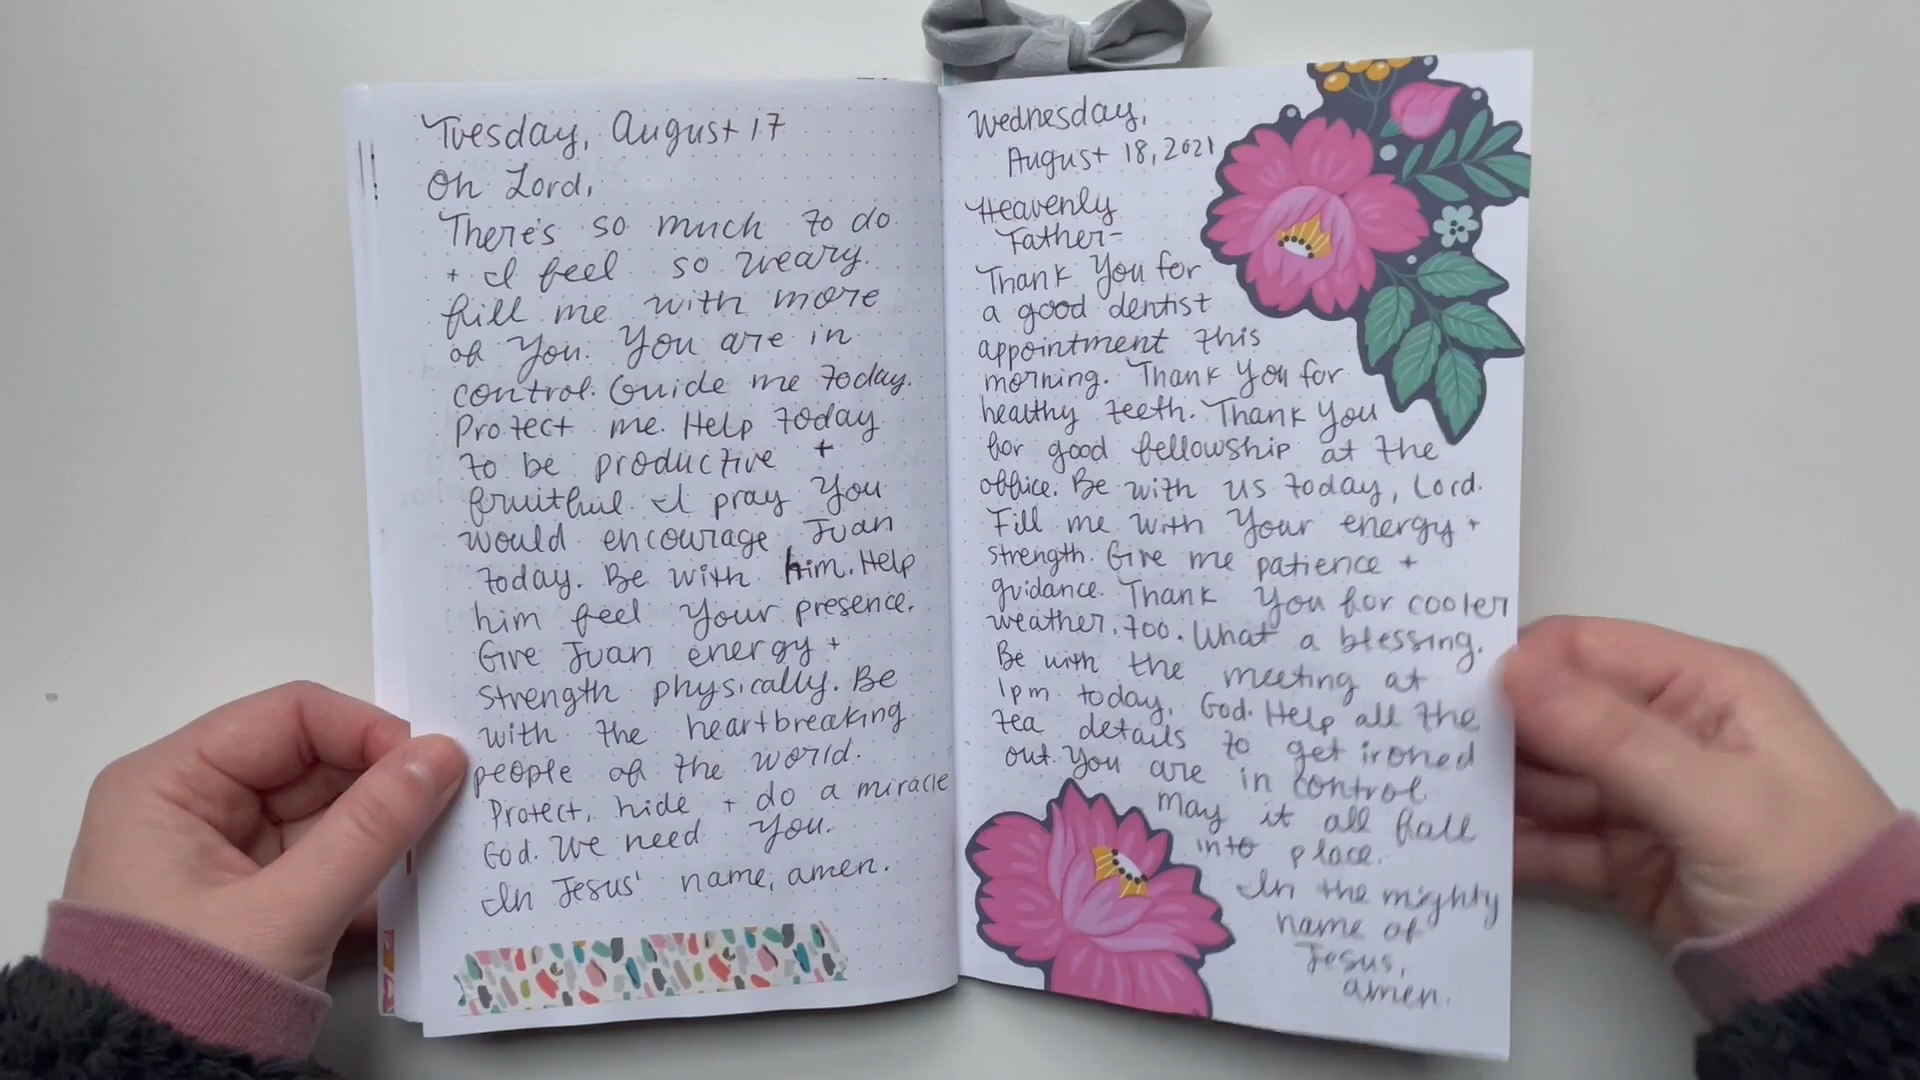 Tuesday, August 17
Oh Lord,
There's so much to do
+ I feel so weary.
Fill me with more
of You. You are in
control. Guide me today.
Protect me. Help today
to be productive +
fruitful. I pray You
would encourage Juan
today. Be with him. Help
him feel Your presence.
Give Juan energy +
strength physically. Be
with the heartbreaking
people of the world.
Protect, hide + do a miracle
God. We need You.
In Jesus' name, amen.
Wednesday,
August 18, 2021
Heavenly
Father-
Thank You for
a good dentist
appointment this
morning. Thank You for
healthy teeth. Thank You
for good fellowship at the
office. Be with us today, Lord.
Fill me with Your energy +
strength. Give me patience +
guidance. Thank You for cooler
weather, too. What a blessing.
Be with the meeting at
1pm today, God. Help all the
tea details to get ironed
out. You are in control
May it all fall
into place.
In the mighty
name of
Jesus,
amen.